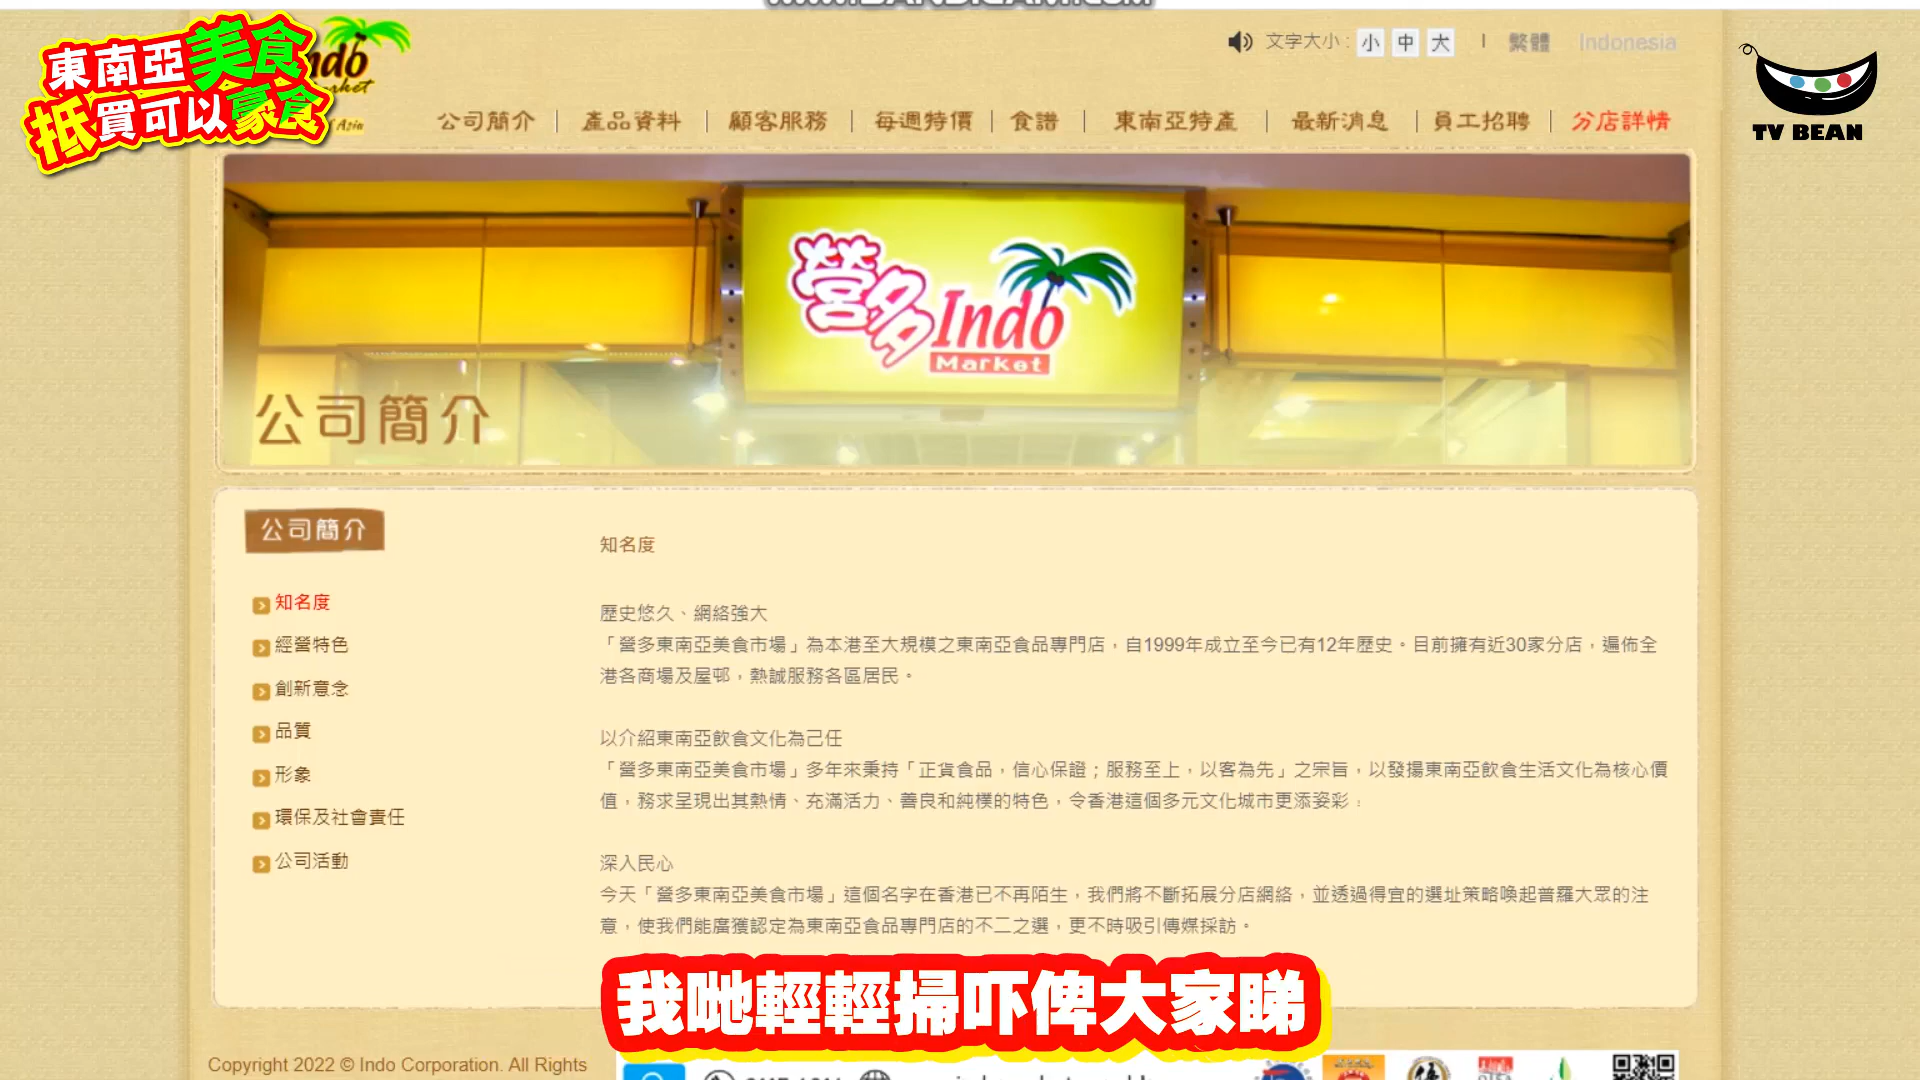 東南亞美食
抵買可以豪食
文字大小 : 小 中 大 | 繁體 Indonesia
TV BEAN
公司簡介 | 產品資料 | 顧客服務 | 每週特價 | 食譜 | 東南亞特產 | 最新消息 | 員工招聘 | 分店詳情
營多Indo
Market
公司簡介
公司簡介
知名度
經營特色
創新意念
品質
形象
環保及社會責任
公司活動
知名度
歷史悠久、網絡強大
「營多東南亞美食市場」為本港至大規模之東南亞食品專門店，自1999年成立至今已有12年歷史。目前擁有近30家分店，遍佈全
港各商場及屋邨，熱誠服務各區居民。
以介紹東南亞飲食文化為己任
「營多東南亞美食市場」多年來秉持「正貨食品，信心保證；服務至上，以客為先」之宗旨，以發揚東南亞飲食生活文化為核心價
值，務求呈現出其熱情、充滿活力、善良和純樸的特色，令香港這個多元文化城市更添姿彩﹔
深入民心
今天「營多東南亞美食市場」這個名字在香港已不再陌生，我們將不斷拓展分店網絡，並透過得宜的選址策略喚起普羅大眾的注
意，使我們能廣獲認定為東南亞食品專門店的不二之選，更不時吸引傳媒採訪。
我哋輕輕掃吓俾大家睇
Copyright 2022 © Indo Corporation. All Rights